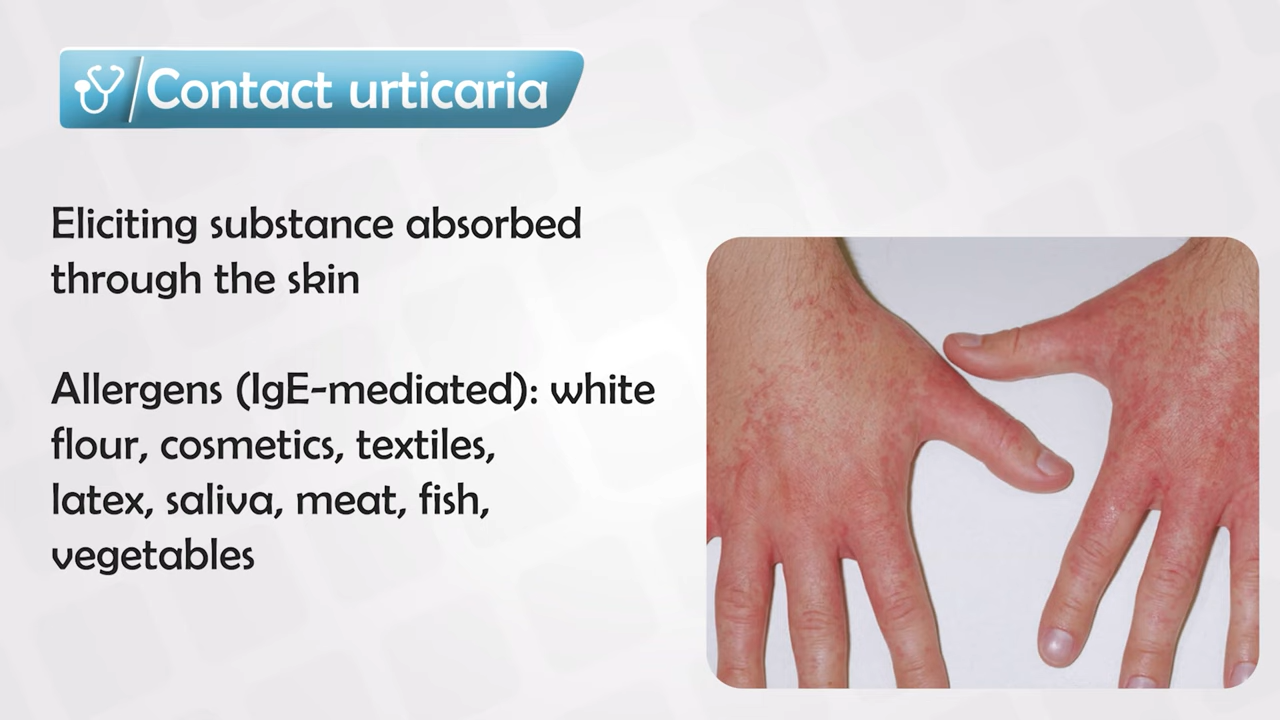 Contact urticaria
Eliciting substance absorbed
through the skin
Allergens (IgE-mediated): white
flour, cosmetics, textiles,
latex, saliva, meat, fish,
vegetables